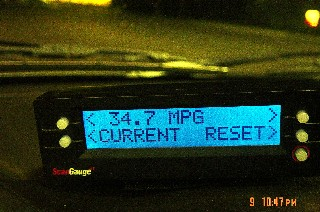 < 34.7 MPG >
<CURRENT RESET>
ScanGauge
9 10:47PM